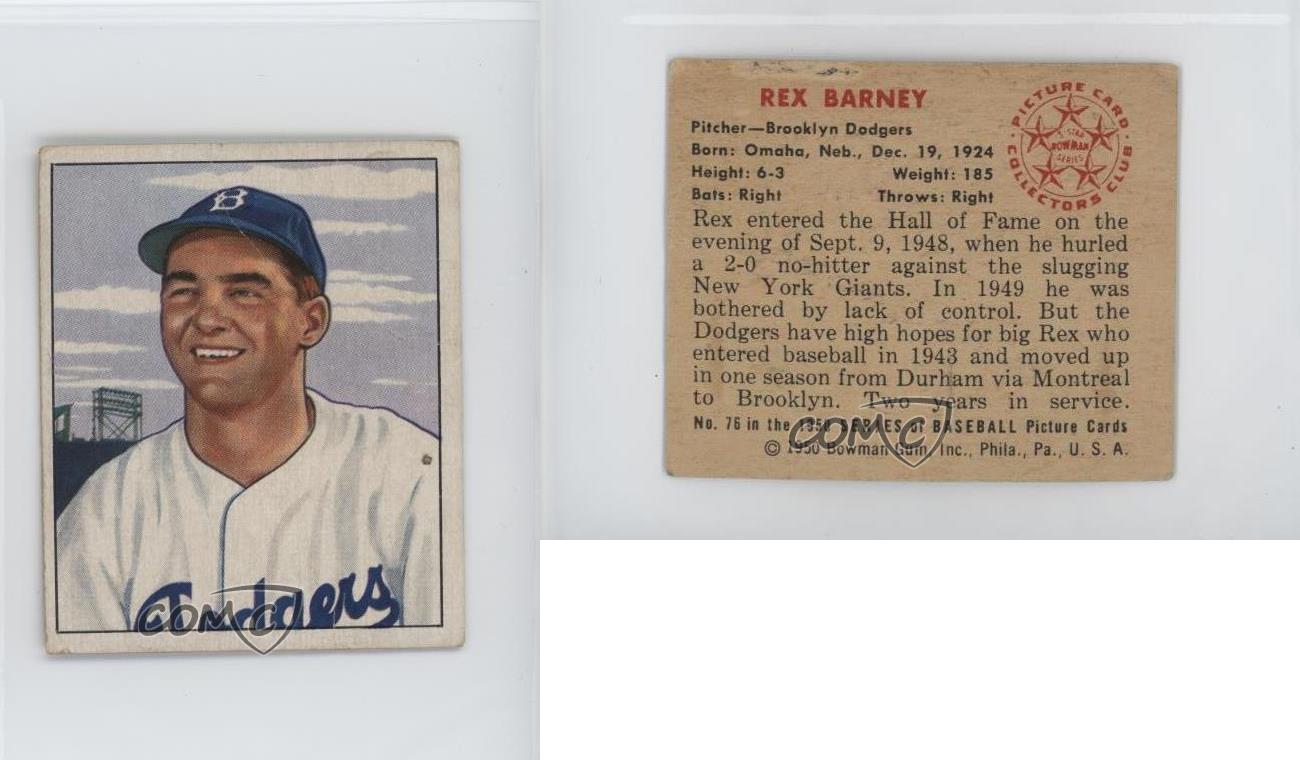 B
Dodgers
COMC
REX BARNEY
Pitcher—Brooklyn Dodgers
Born: Omaha, Neb., Dec. 19, 1924
Height: 6-3 Weight: 185
Bats: Right Throws: Right
PICTURE CARD
COLLECTORS CLUB
5-STAR
BOWMAN
SERIES
Rex entered the Hall of Fame on the
evening of Sept. 9, 1948, when he hurled
a 2-0 no-hitter against the slugging
New York Giants. In 1949 he was
bothered by lack of control. But the
Dodgers have high hopes for big Rex who
entered baseball in 1943 and moved up
in one season from Durham via Montreal
to Brooklyn. Two years in service.
No. 76 in the 1950 SERIES of BASEBALL Picture Cards
© 1950 Bowman Gum, Inc., Phila., Pa., U. S. A.
COMC